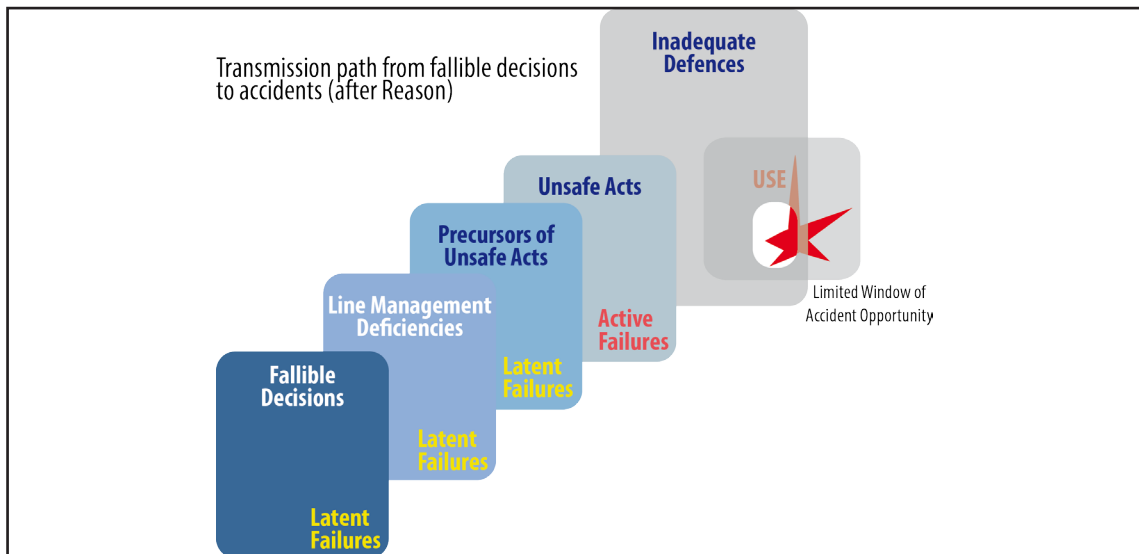 Transmission path from fallible decisions
to accidents (after Reason)
Inadequate
Defences
USE
Limited Window of
Accident Opportunity
Unsafe Acts
Active
Failures
Precursors of
Unsafe Acts
Latent
Failures
Line Management
Deficiencies
Latent
Failures
Fallible
Decisions
Latent
Failures